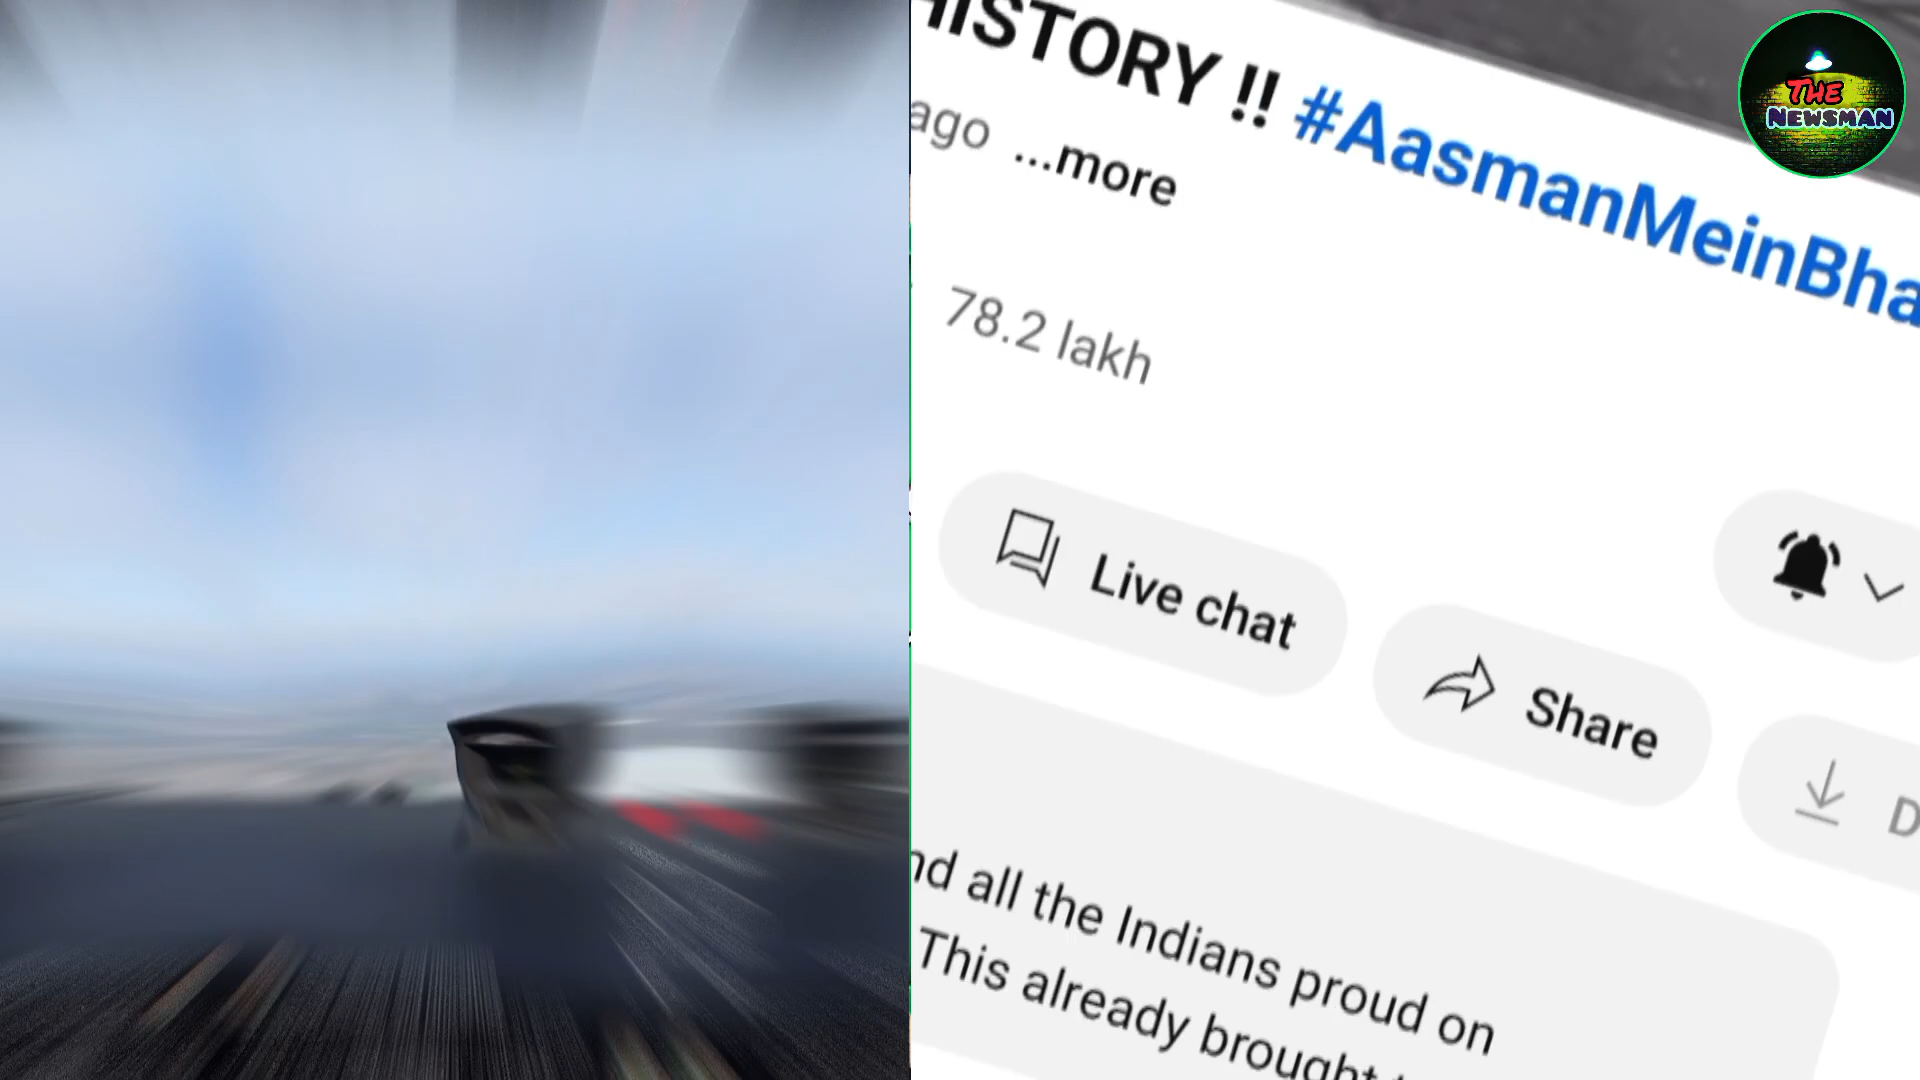 HISTORY !! #AasmanMeinBha
ago ...more
78.2 lakh
Live chat
Share
D
nd all the Indians proud on
This already brought
THE
NEWSMAN